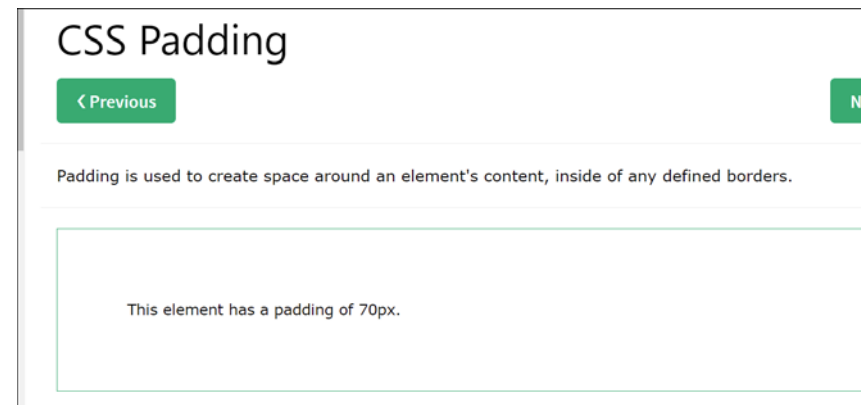 CSS Padding
❮ Previous
N
Padding is used to create space around an element's content, inside of any defined borders.
This element has a padding of 70px.